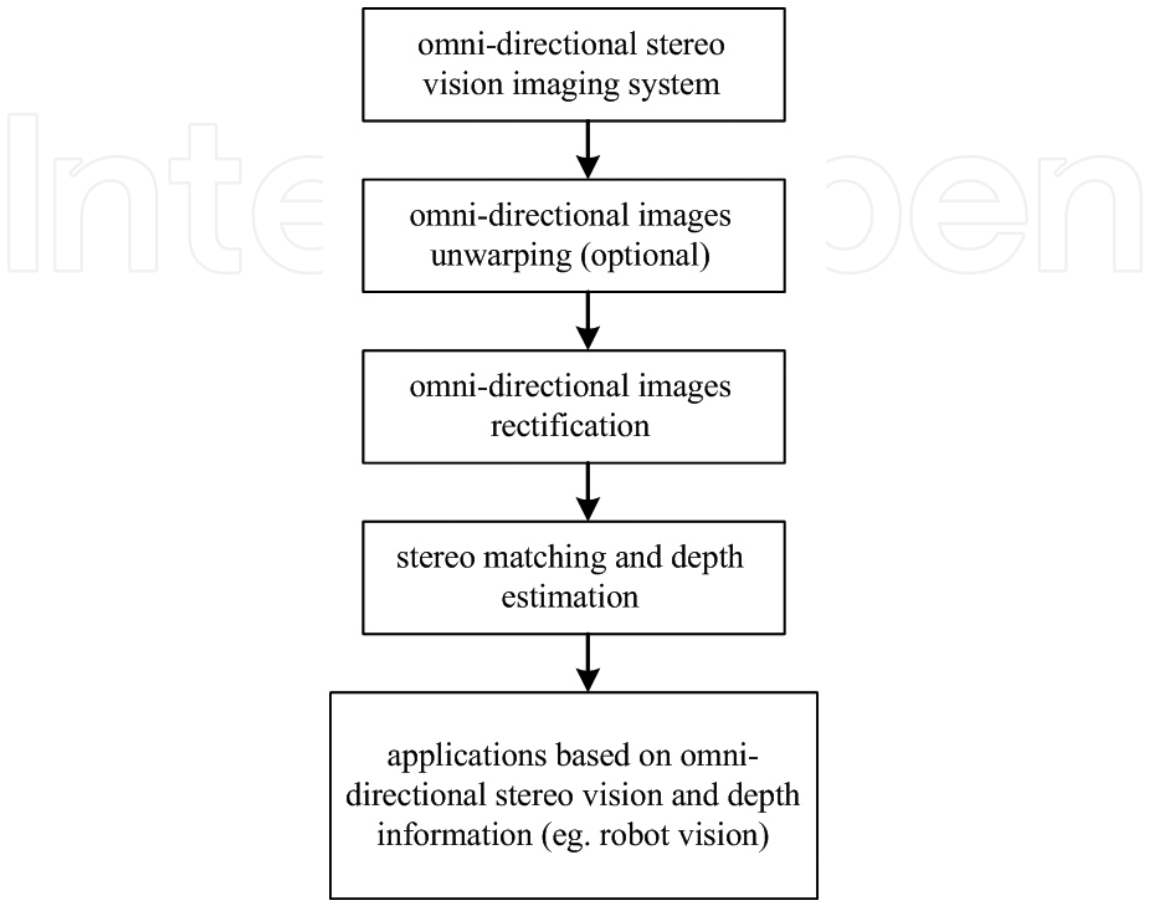 omni-directional stereo
vision imaging system
omni-directional images
unwarping (optional)
omni-directional images
rectification
stereo matching and depth
estimation
applications based on omni-
directional stereo vision and depth
information (eg. robot vision)